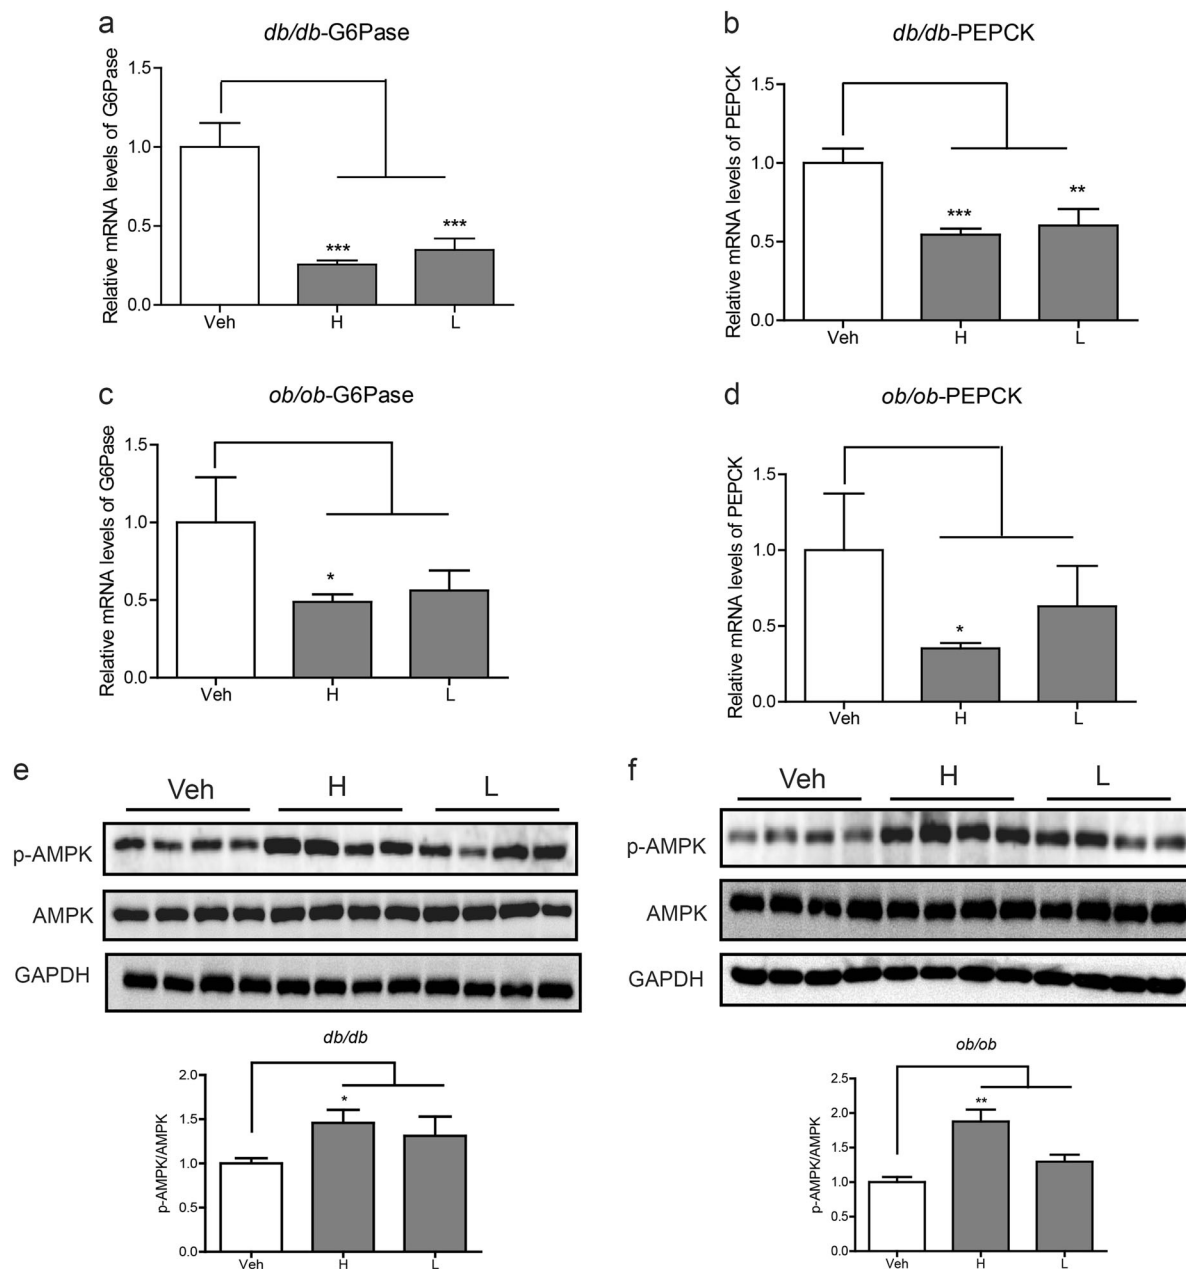 a
db/db-G6Pase
Relative mRNA levels of G6Pase
1.5
1.0
0.5
0.0
***
***
Veh H L
b
db/db-PEPCK
Relative mRNA levels of PEPCK
1.5
1.0
0.5
0.0
***
**
Veh H L
c
ob/ob-G6Pase
Relative mRNA levels of G6Pase
1.5
1.0
0.5
0.0
*
Veh H L
d
ob/ob-PEPCK
Relative mRNA levels of PEPCK
1.5
1.0
0.5
0.0
*
Veh H L
e
Veh H L
p-AMPK
AMPK
GAPDH
db/db
p-AMPK/AMPK
2.0
1.5
1.0
0.5
0.0
*
Veh H L
f
Veh H L
p-AMPK
AMPK
GAPDH
ob/ob
p-AMPK/AMPK
2.5
2.0
1.5
1.0
0.5
0.0
**
Veh H L